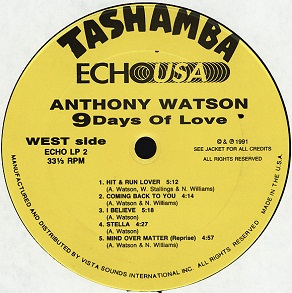 TASHAMBA
ECHO USA
ANTHONY WATSON
9 Days Of Love
WEST side
ECHO LP 2
33⅓ RPM
© & ℗ 1991
SEE JACKET FOR ALL CREDITS
ALL RIGHTS RESERVED
1. HIT & RUN LOVER 5:12
(A. Watson, W. Stallings & N. Williams)
2. COMING BACK TO YOU 4:14
(A. Watson & N. Williams)
3. I BELIEVE 5:18
(A. Watson)
4. STELLA 4:27
(A. Watson)
5. MIND OVER MATTER (Reprise) 4:57
(A. Watson & N. Williams)
MANUFACTURED AND DISTRIBUTED BY VISTA SOUNDS INTERNATIONAL INC. ALL RIGHTS RESERVED. MADE IN THE U.S.A.